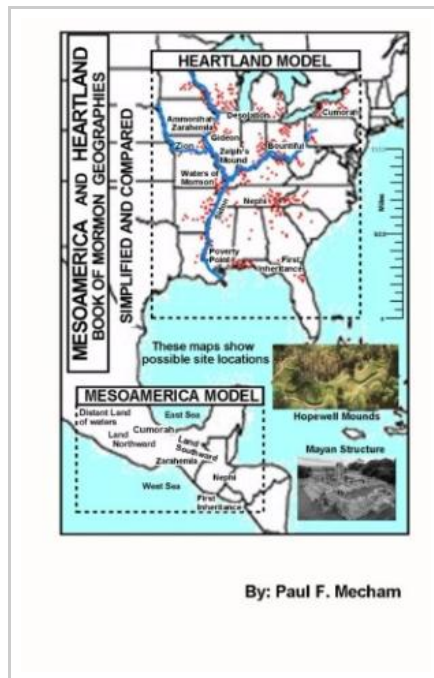 MESOAMERICA AND HEARTLAND
BOOK OF MORMON GEOGRAPHIES
SIMPLIFIED AND COMPARED
HEARTLAND MODEL
Desolation
Cumorah
Ammonihah
Zarahemla
Gideon
Zion
Zelph's
Mound
Bountiful
Waters of
Mormon
Sidon
Nephi
Poverty
Point
First
Inheritance
Miles
These maps show
possible site locations
MESOAMERICA MODEL
Distant Land
of waters
East Sea
Cumorah
Land
Northward
Land
Southward
Zarahemla
Nephi
West Sea
First
Inheritance
Hopewell Mounds
Mayan Structure
By: Paul F. Mecham